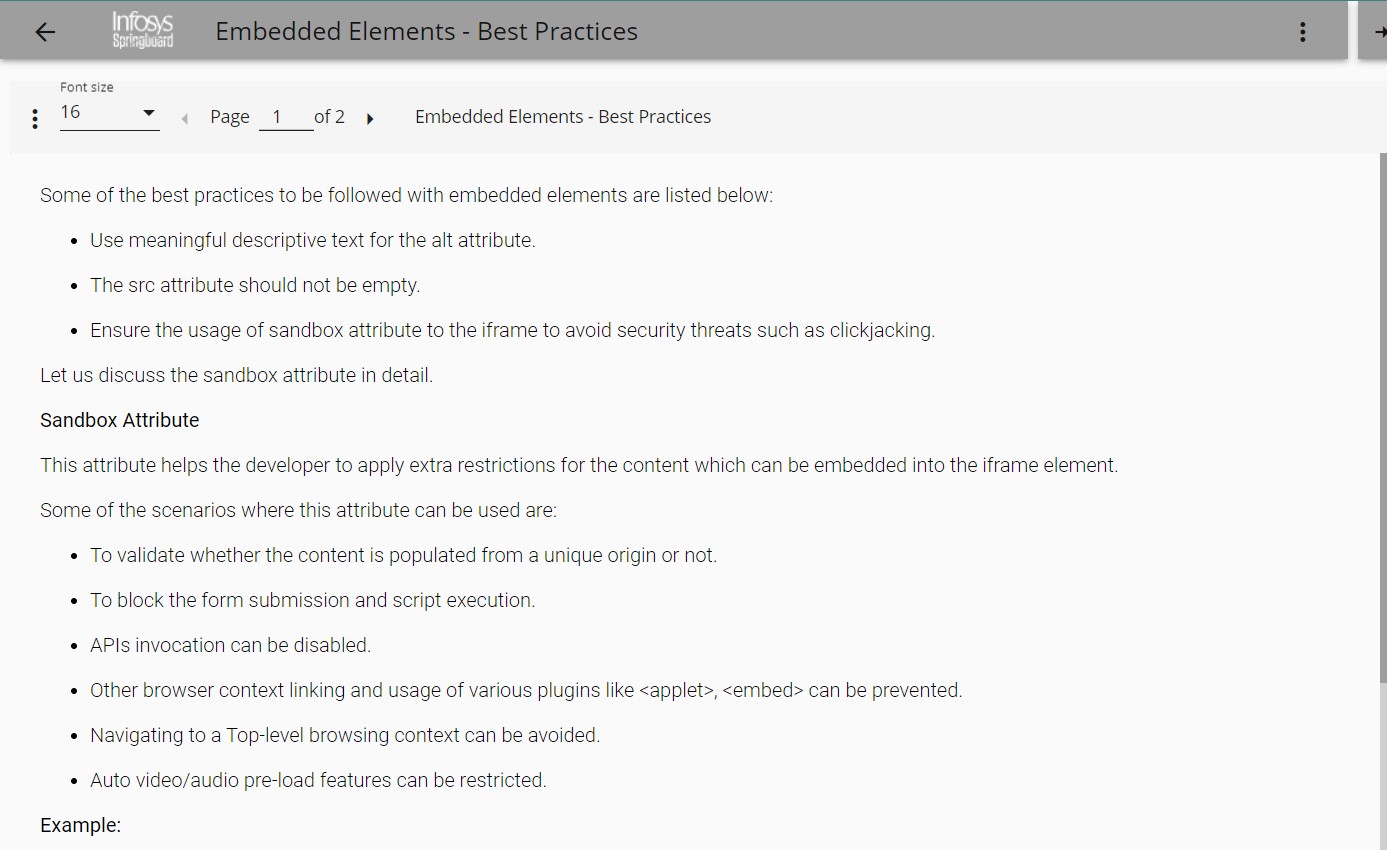 Infosys
Springboard
Embedded Elements - Best Practices
Font size
16
Page 1 of 2
Embedded Elements - Best Practices
Some of the best practices to be followed with embedded elements are listed below:
Use meaningful descriptive text for the alt attribute.
The src attribute should not be empty.
Ensure the usage of sandbox attribute to the iframe to avoid security threats such as clickjacking.
Let us discuss the sandbox attribute in detail.
Sandbox Attribute
This attribute helps the developer to apply extra restrictions for the content which can be embedded into the iframe element.
Some of the scenarios where this attribute can be used are:
To validate whether the content is populated from a unique origin or not.
To block the form submission and script execution.
APIs invocation can be disabled.
Other browser context linking and usage of various plugins like <applet>, <embed> can be prevented.
Navigating to a Top-level browsing context can be avoided.
Auto video/audio pre-load features can be restricted.
Example: